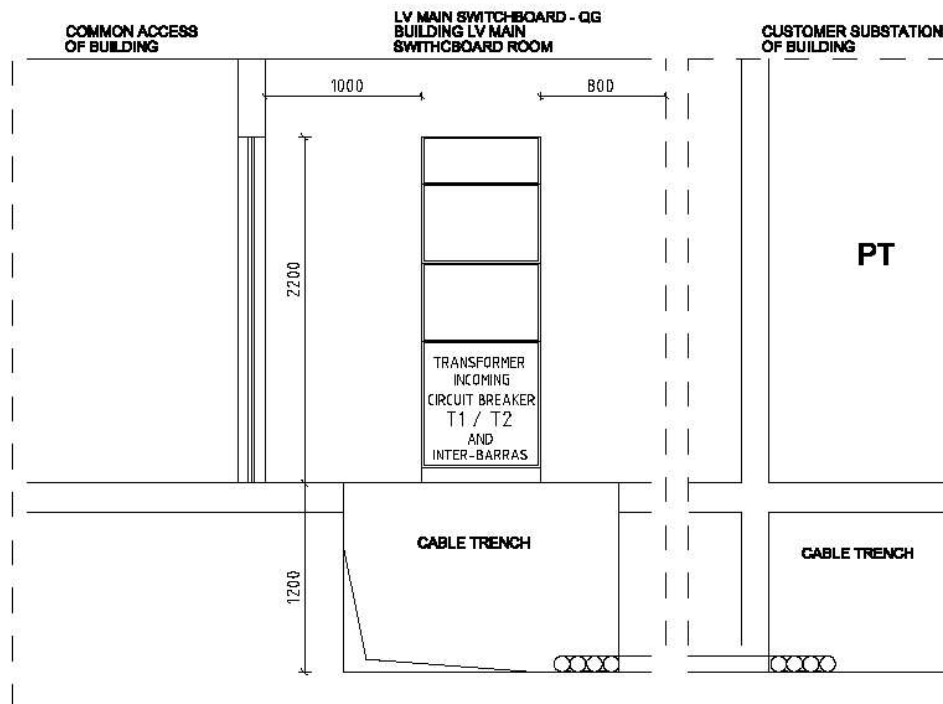 COMMON ACCESS
OF BUILDING
LV MAIN SWITCHBOARD - QG
BUILDING LV MAIN
SWITHCBOARD ROOM
CUSTOMER SUBSTATION
OF BUILDING
1000
800
2200
PT
TRANSFORMER
INCOMING
CIRCUIT BREAKER
T1 / T2
AND
INTER-BARRAS
CABLE TRENCH
CABLE TRENCH
1200